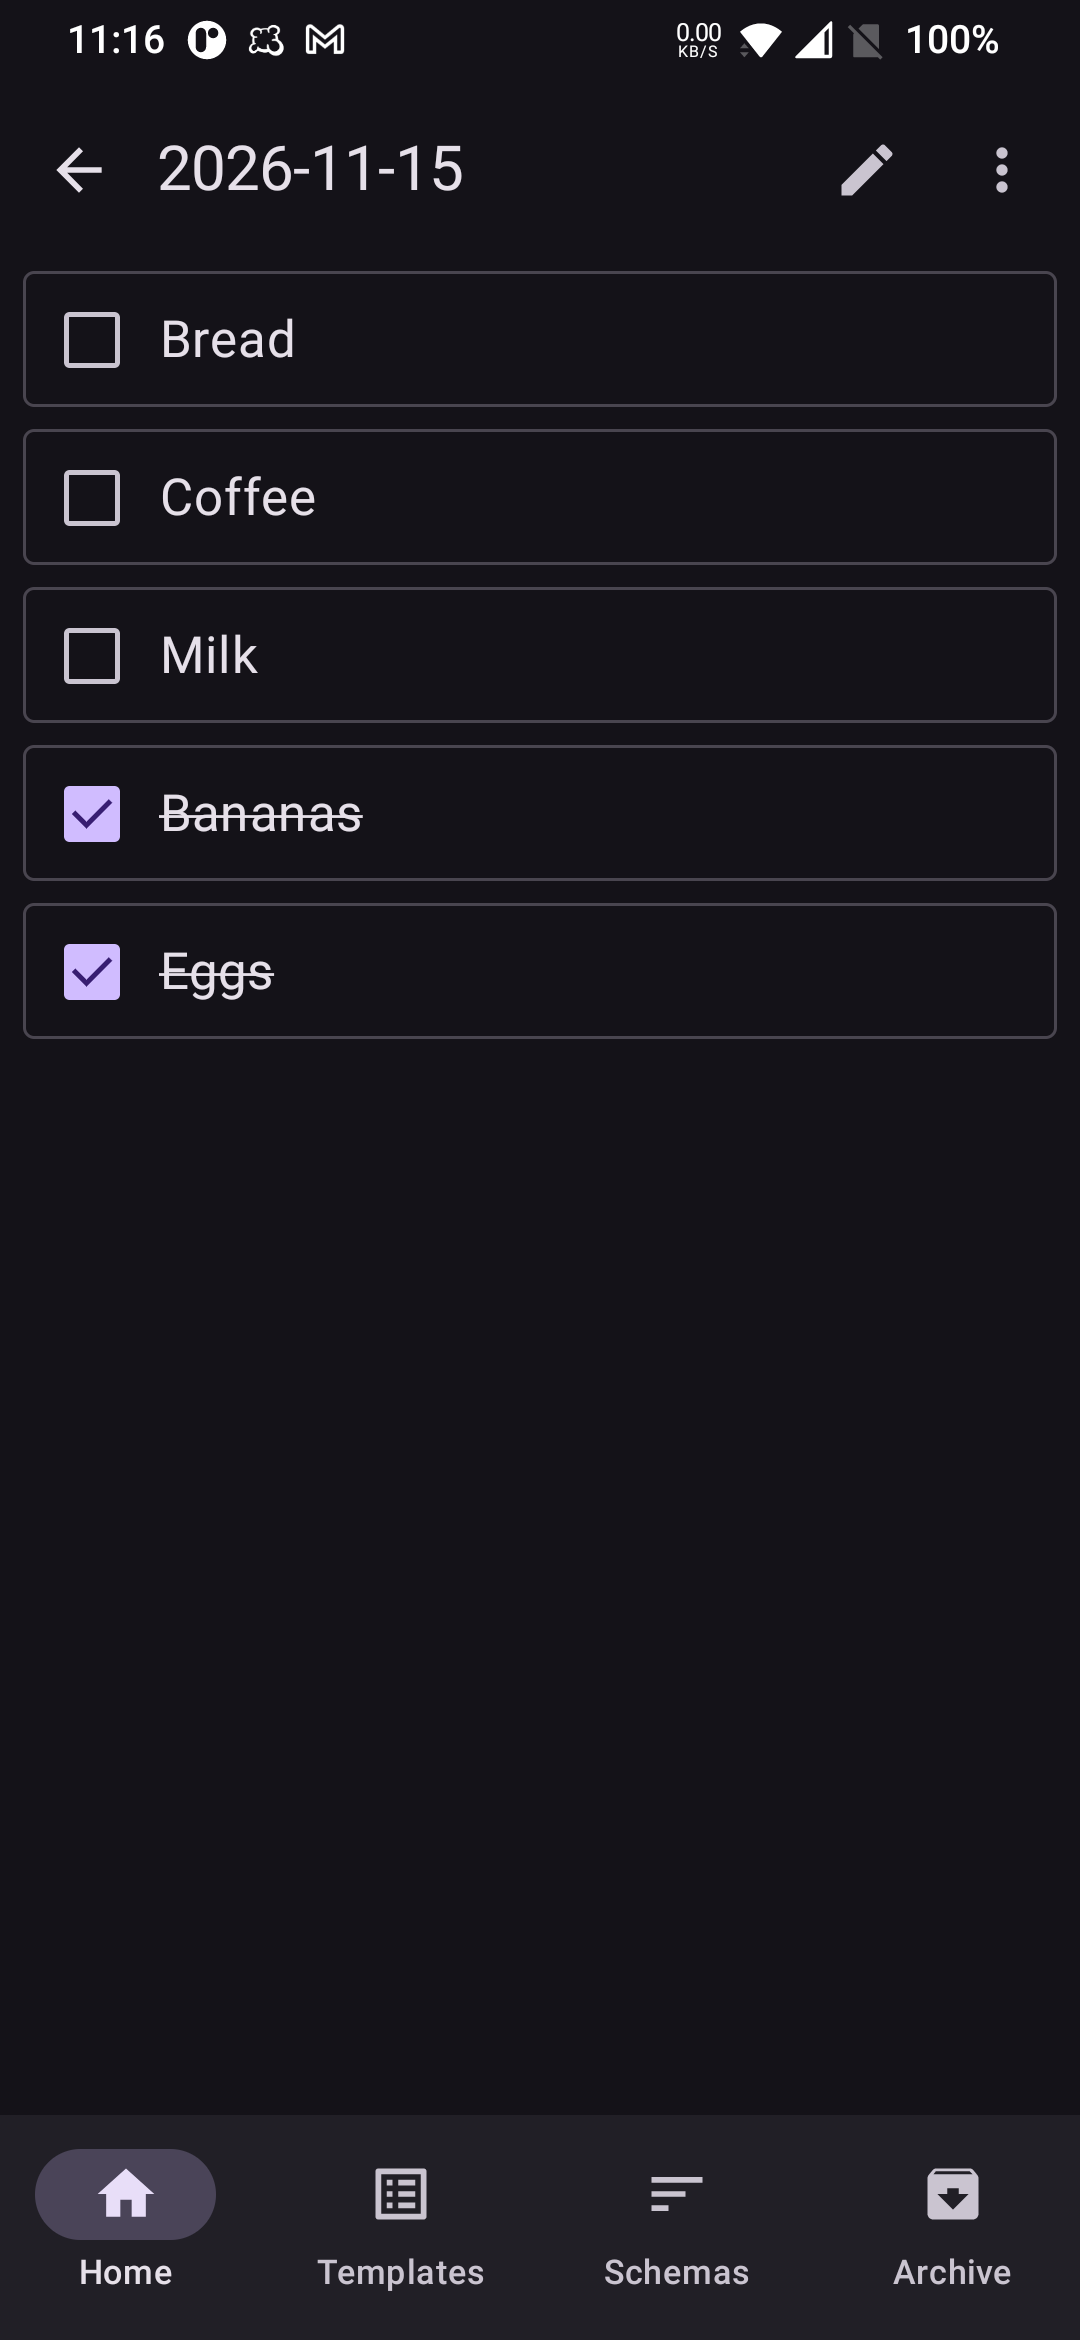 11:16
0.00
KB/S
100%
2026-11-15
Bread
Coffee
Milk
Bananas
Eggs
Home
Templates
Schemas
Archive